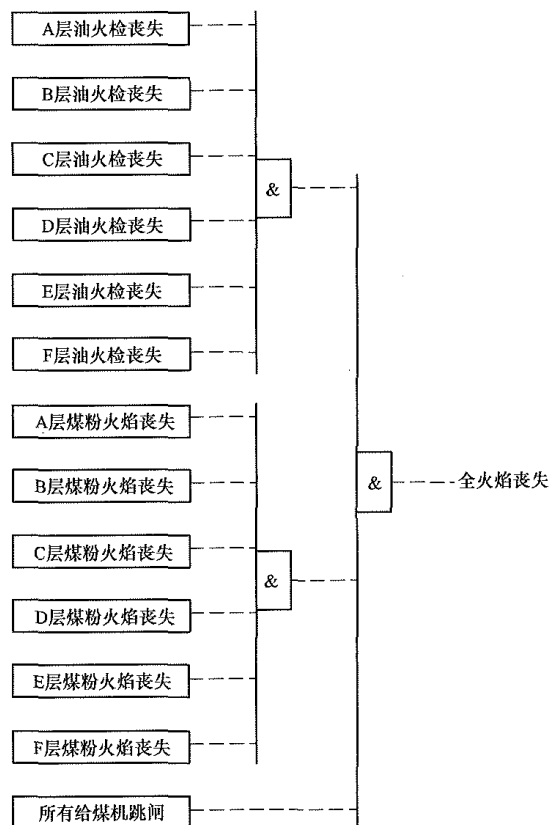 A层油火检丧失
B层油火检丧失
C层油火检丧失
&
D层油火检丧失
E层油火检丧失
F层油火检丧失
A层煤粉火焰丧失
B层煤粉火焰丧失
&
全火焰丧失
C层煤粉火焰丧失
&
D层煤粉火焰丧失
E层煤粉火焰丧失
F层煤粉火焰丧失
所有给煤机跳闸